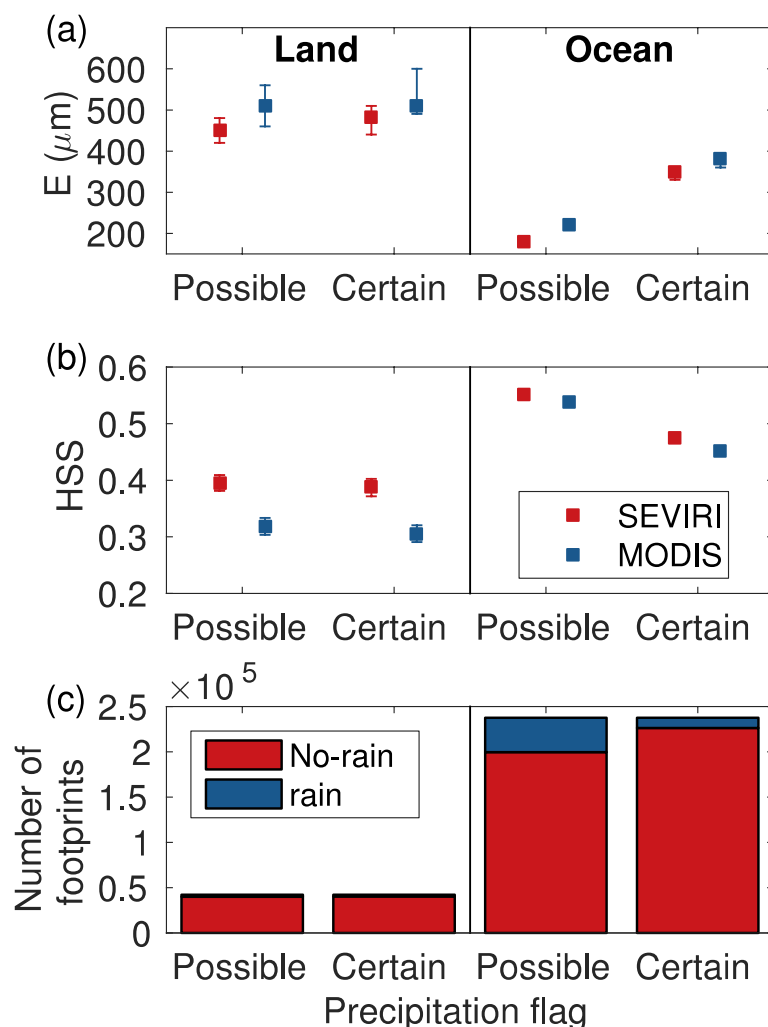 (a)
Land
Ocean
E (μm)
600
500
400
300
200
Possible
Certain
Possible
Certain
(b)
HSS
0.6
0.5
0.4
0.3
0.2
SEVIRI
MODIS
Possible
Certain
Possible
Certain
(c)
×10^5
Number of
footprints
2.5
2
1.5
1
0.5
0
No-rain
rain
Possible
Certain
Possible
Certain
Precipitation flag